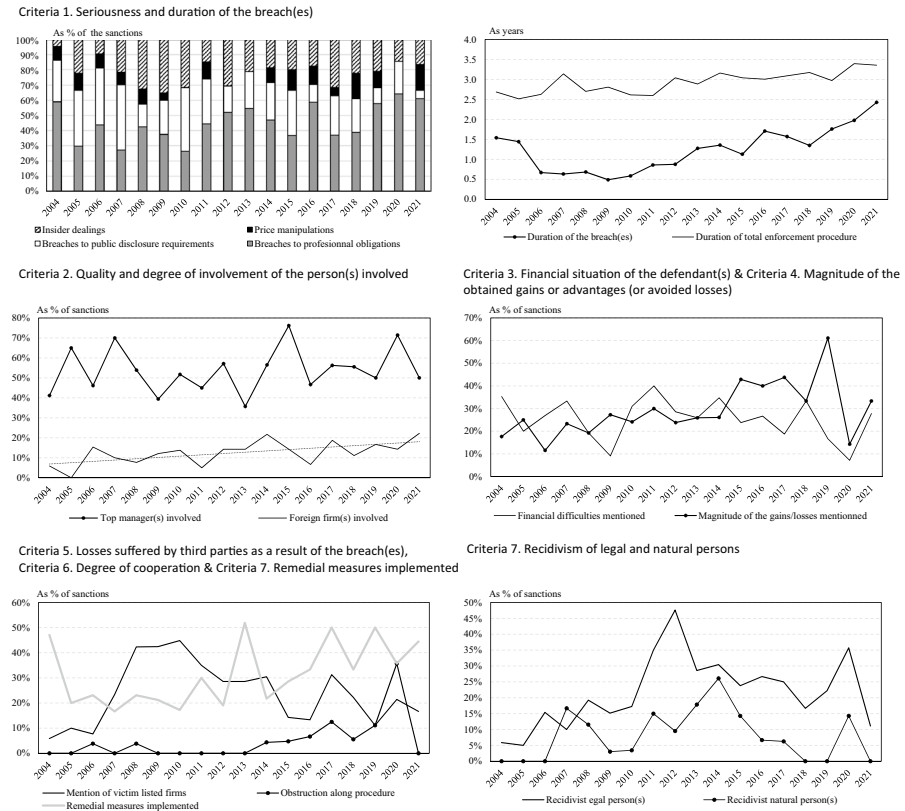 Criteria 1. Seriousness and duration of the breach(es)
As % of the sanctions
100%
90%
80%
70%
60%
50%
40%
30%
20%
10%
0%
2004 2005 2006 2007 2008 2009 2010 2011 2012 2013 2014 2015 2016 2017 2018 2019 2020 2021
Insider dealings Price manipulations
Breaches to public disclosure requirements Breaches to profesionnal obligations
As years
4.0
3.5
3.0
2.5
2.0
1.5
1.0
0.5
0.0
2004 2005 2006 2007 2008 2009 2010 2011 2012 2013 2014 2015 2016 2017 2018 2019 2020 2021
Duration of the breach(es) Duration of total enforcement procedure
Criteria 2. Quality and degree of involvement of the person(s) involved
As % of sanctions
80%
70%
60%
50%
40%
30%
20%
10%
0%
2004 2005 2006 2007 2008 2009 2010 2011 2012 2013 2014 2015 2016 2017 2018 2019 2020 2021
Top manager(s) involved Foreign firm(s) involved
Criteria 3. Financial situation of the defendant(s) & Criteria 4. Magnitude of the
obtained gains or advantages (or avoided losses)
As % of sanctions
70%
60%
50%
40%
30%
20%
10%
0%
2004 2005 2006 2007 2008 2009 2010 2011 2012 2013 2014 2015 2016 2017 2018 2019 2020 2021
Financial difficulties mentioned Magnitude of the gains/losses mentionned
Criteria 5. Losses suffered by third parties as a result of the breach(es),
Criteria 6. Degree of cooperation & Criteria 7. Remedial measures implemented
As % of sanctions
60%
50%
40%
30%
20%
10%
0%
2004 2005 2006 2007 2008 2009 2010 2011 2012 2013 2014 2015 2016 2017 2018 2019 2020 2021
Mention of victim listed firms Obstruction along procedure
Remedial measures implemented
Criteria 7. Recidivism of legal and natural persons
As % of sanctions
50%
45%
40%
35%
30%
25%
20%
15%
10%
5%
0%
2004 2005 2006 2007 2008 2009 2010 2011 2012 2013 2014 2015 2016 2017 2018 2019 2020 2021
Recidivist egal person(s) Recidivist natural person(s)